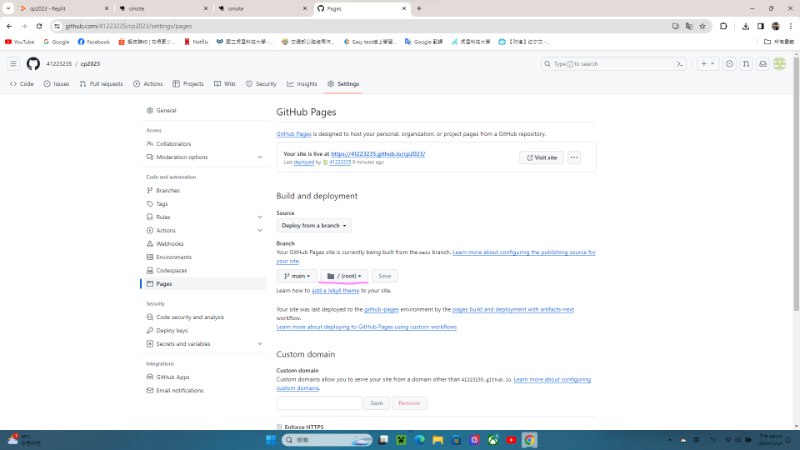 cp2023 - Replit
cmsite
cmsite
Pages
github.com/41223235/cp2023/settings/pages
YouTube
Google
Facebook
Netflix
Google 翻譯
所有書籤
41223235 / cp2023
Type / to search
Code
Issues
Pull requests
Actions
Projects
Wiki
Security
Insights
Settings
General
Access
Collaborators
Moderation options
Code and automation
Branches
Tags
Rules
Actions
Webhooks
Environments
Codespaces
Pages
Security
Code security and analysis
Deploy keys
Secrets and variables
Integrations
GitHub Apps
Email notifications
GitHub Pages
GitHub Pages is designed to host your personal, organization, or project pages from a GitHub repository.
Your site is live at https://41223235.github.io/cp2023/
Last deployed by 41223235 8 minutes ago
Visit site
Build and deployment
Source
Deploy from a branch
Branch
Your GitHub Pages site is currently being built from the main branch. Learn more about configuring the publishing source for
your site.
main
/ (root)
Save
Learn how to add a Jekyll theme to your site.
Your site was last deployed to the github-pages environment by the pages build and deployment with artifacts-next
workflow.
Learn more about deploying to GitHub Pages using custom workflows
Custom domain
Custom domain
Custom domains allow you to serve your site from a domain other than 41223235.github.io. Learn more about configuring
custom domains.
Save
Remove
Enforce HTTPS
搜尋